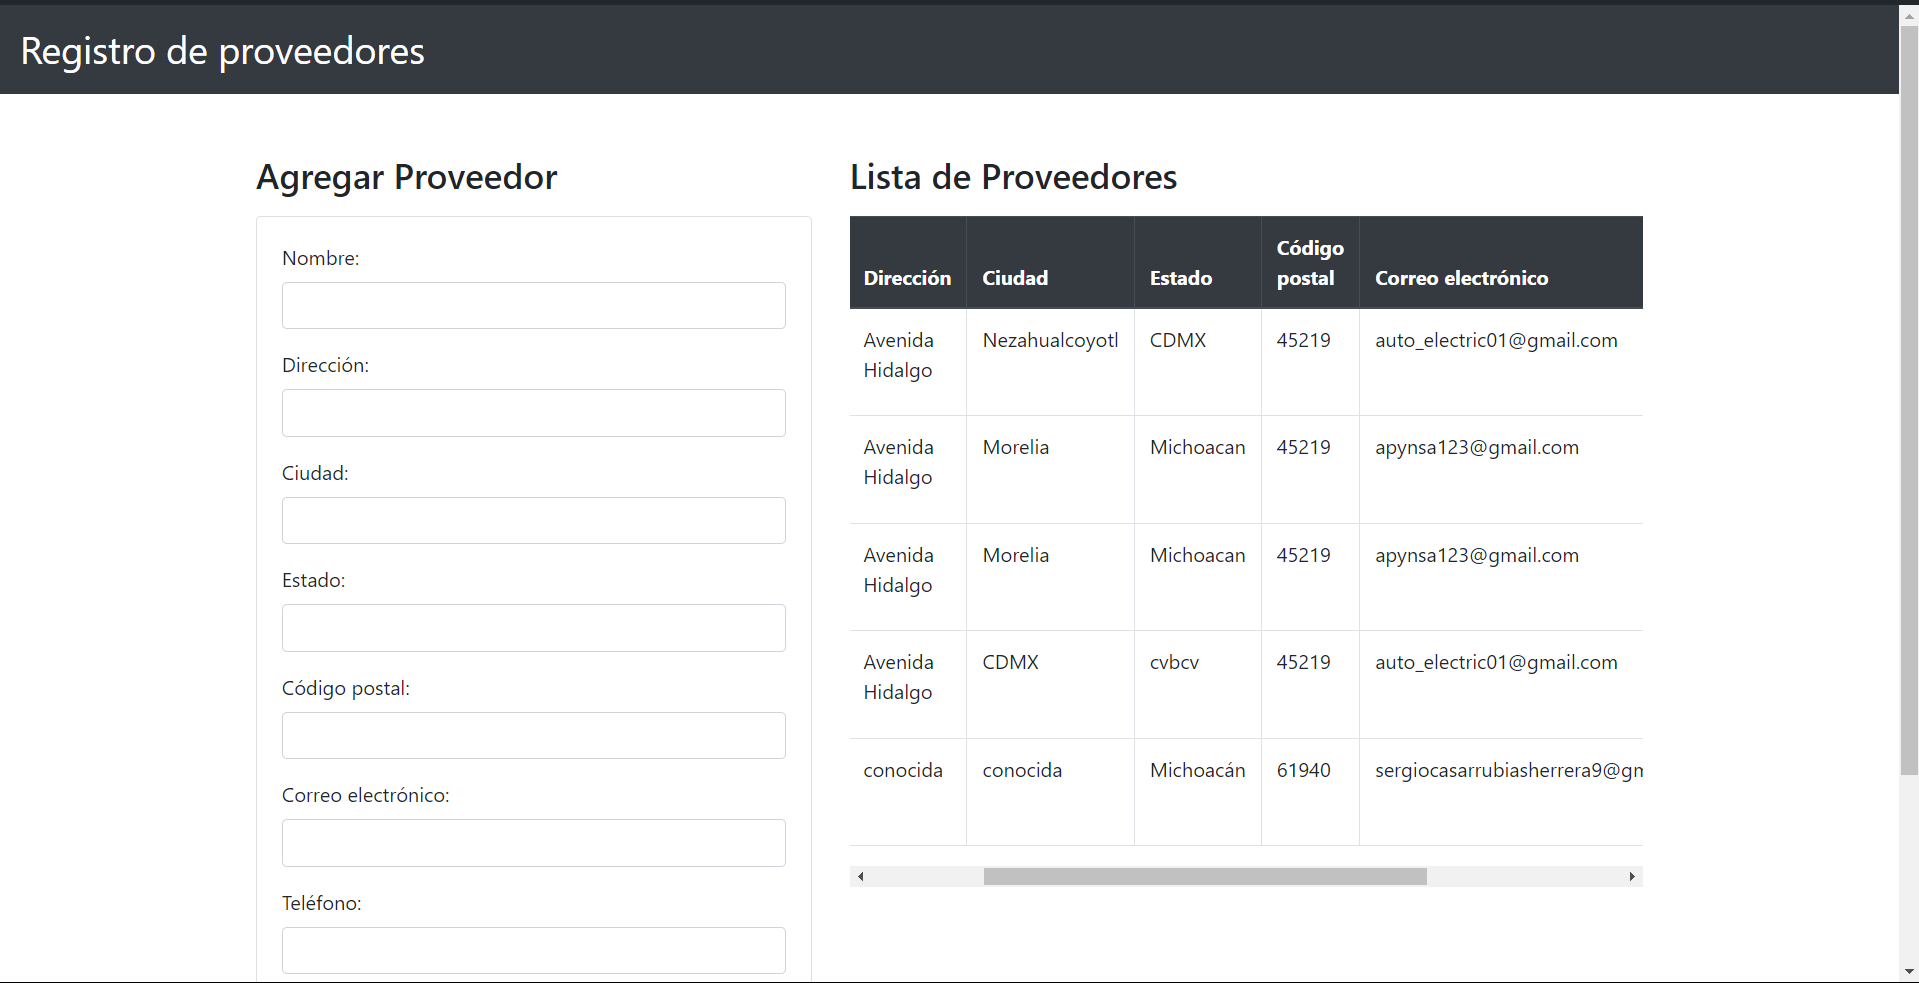 Registro de proveedores
Agregar Proveedor
Nombre:
Dirección:
Ciudad:
Estado:
Código postal:
Correo electrónico:
Teléfono:
Lista de Proveedores
Dirección Ciudad Estado Código postal Correo electrónico
Avenida Hidalgo Nezahualcoyotl CDMX 45219 auto_electric01@gmail.com
Avenida Hidalgo Morelia Michoacan 45219 apynsa123@gmail.com
Avenida Hidalgo Morelia Michoacan 45219 apynsa123@gmail.com
Avenida Hidalgo CDMX cvbcv 45219 auto_electric01@gmail.com
conocida conocida Michoacán 61940 sergiocasarrubiasherrera9@gm